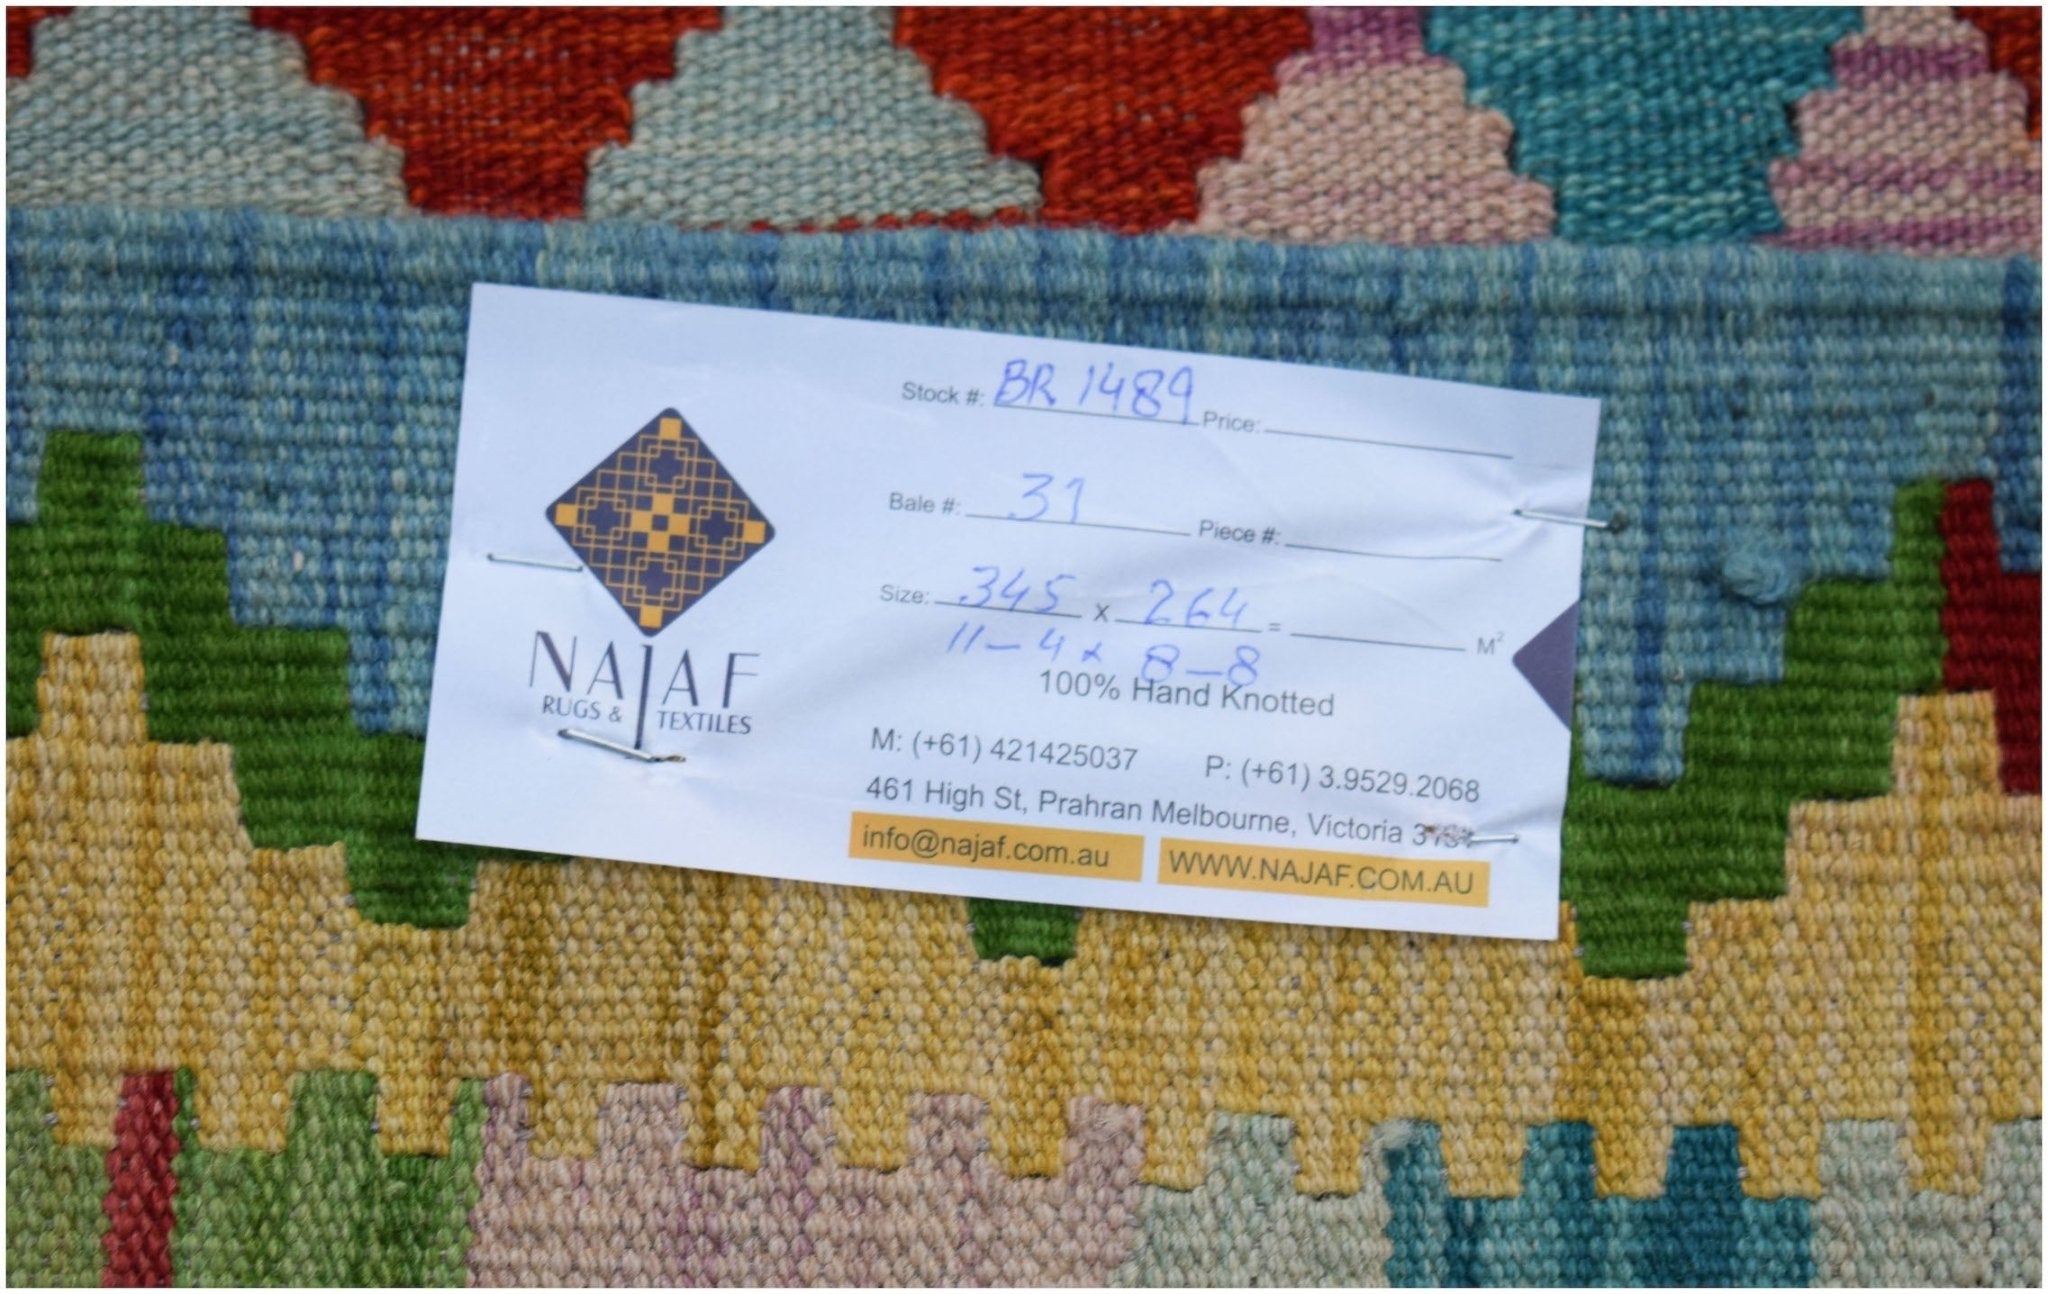 Stock #: BR 1489 Price:
Bale #: 31 Piece #:
Size: 345 x 264 = M²
11-4 x 8-8
NAJAF
RUGS & TEXTILES
100% Hand Knotted
M: (+61) 421425037 P: (+61) 3.9529.2068
461 High St, Prahran Melbourne, Victoria
info@najaf.com.au WWW.NAJAF.COM.AU